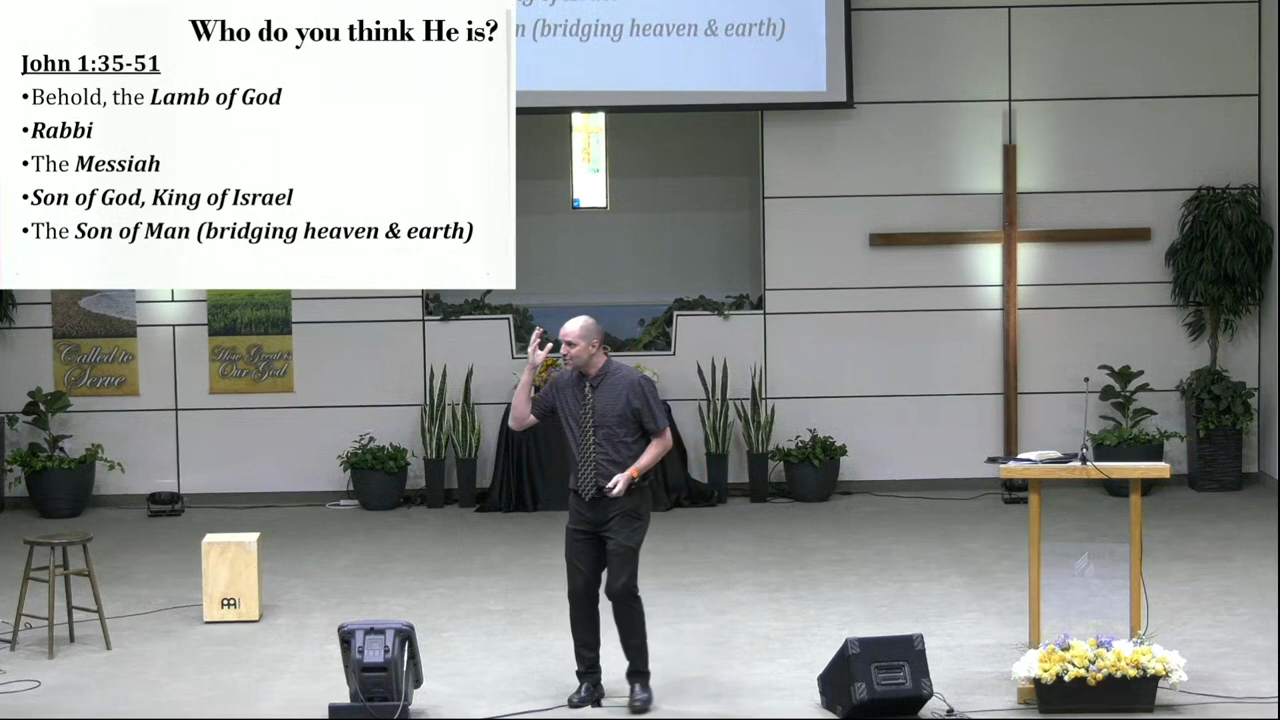 Who do you think He is?
John 1:35-51
•Behold, the Lamb of God
•Rabbi
•The Messiah
•Son of God, King of Israel
•The Son of Man (bridging heaven & earth)
n (bridging heaven & earth)
Called to
Serve
How Great is
Our God